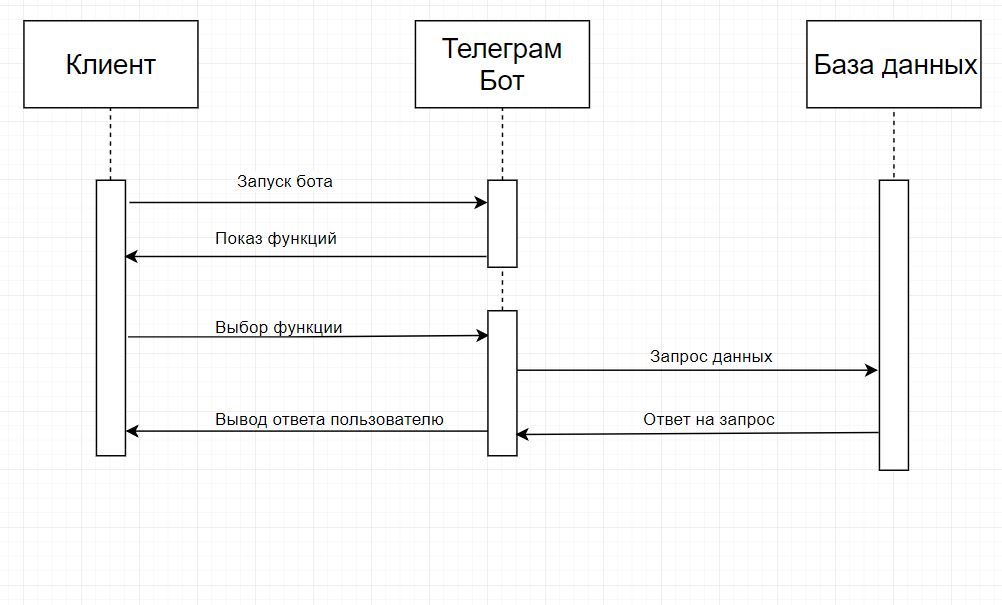 Клиент
Телеграм
Бот
База данных
Запуск бота
Показ функций
Выбор функции
Запрос данных
Вывод ответа пользователю
Ответ на запрос